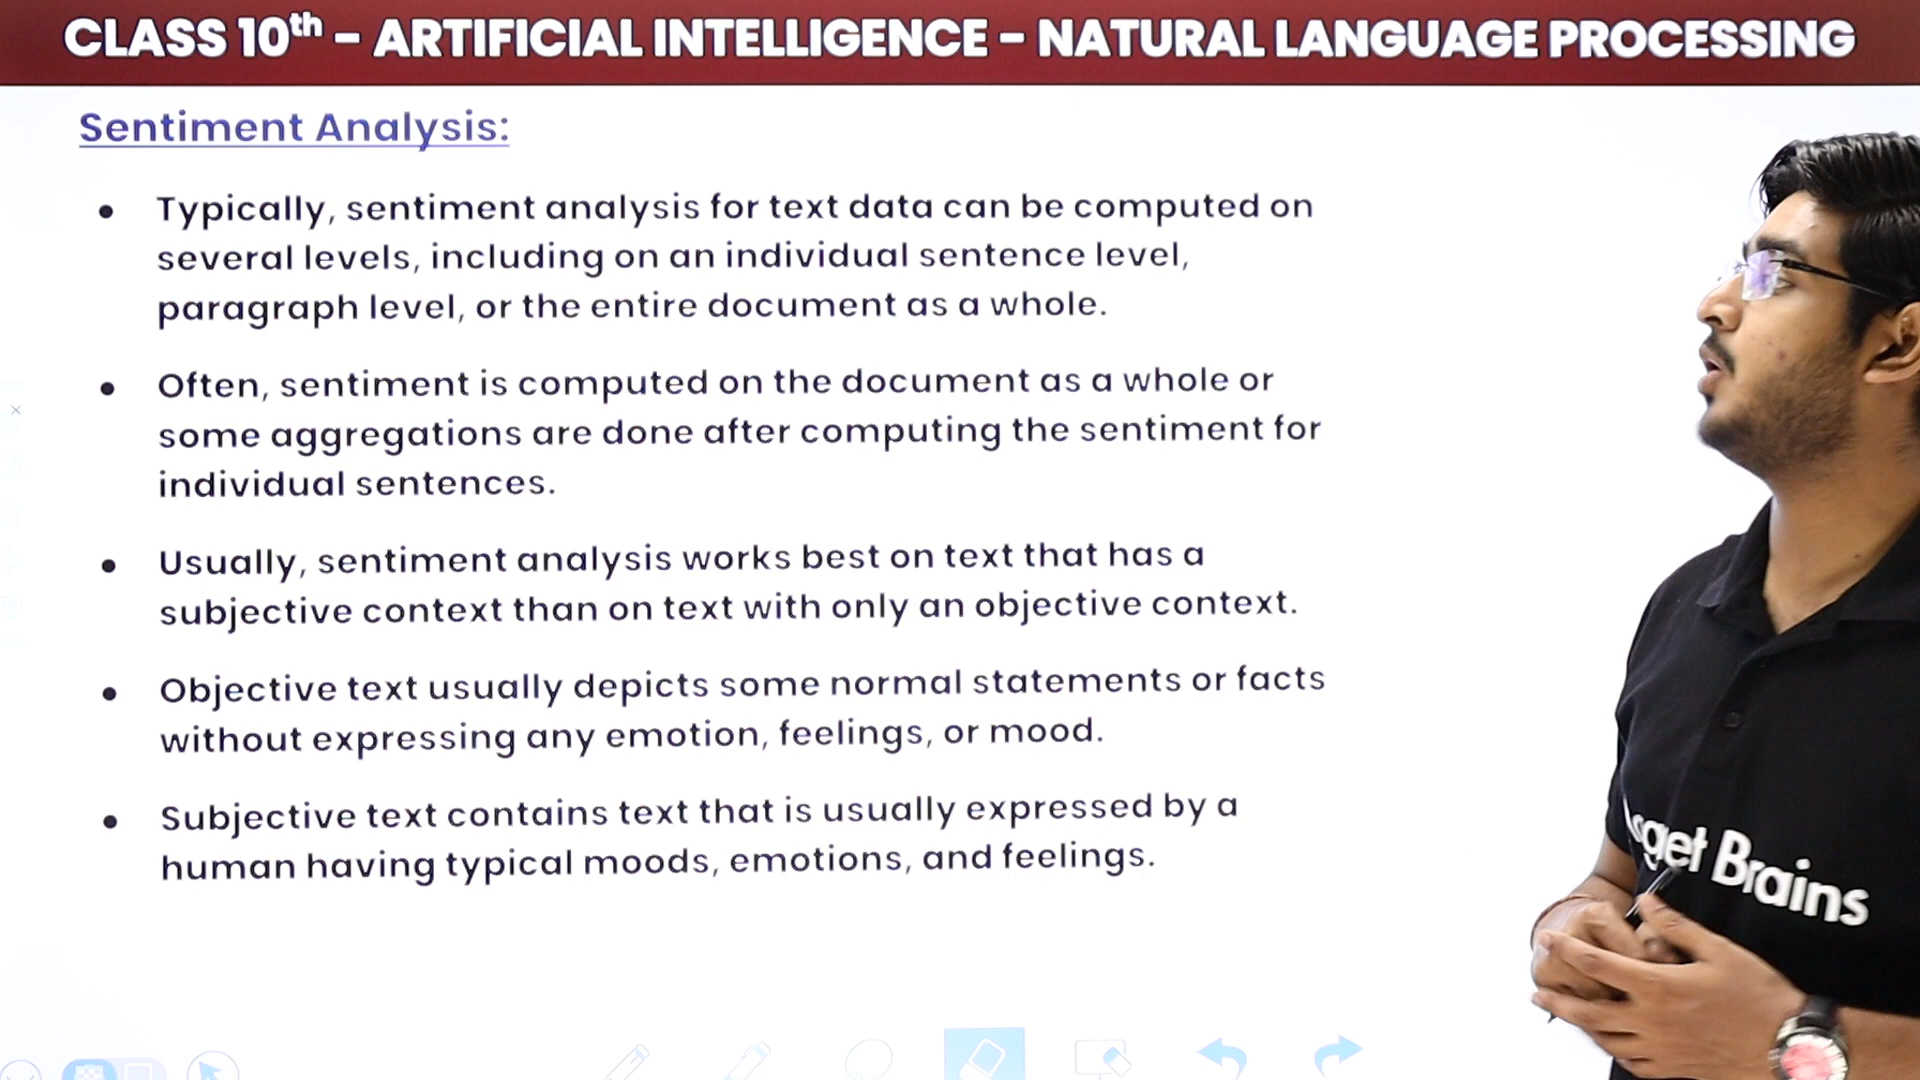 CLASS 10th – ARTIFICIAL INTELLIGENCE – NATURAL LANGUAGE PROCESSING
Sentiment Analysis:
• Typically, sentiment analysis for text data can be computed on
several levels, including on an individual sentence level,
paragraph level, or the entire document as a whole.
• Often, sentiment is computed on the document as a whole or
some aggregations are done after computing the sentiment for
individual sentences.
• Usually, sentiment analysis works best on text that has a
subjective context than on text with only an objective context.
• Objective text usually depicts some normal statements or facts
without expressing any emotion, feelings, or mood.
• Subjective text contains text that is usually expressed by a
human having typical moods, emotions, and feelings.
get Brains